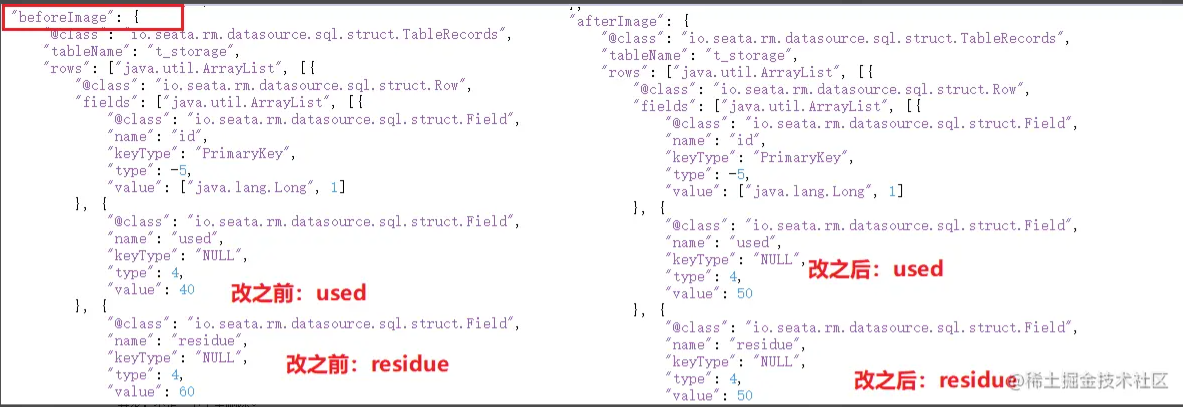 "beforeImage": {
"@class": "io.seata.rm.datasource.sql.struct.TableRecords",
"tableName": "t_storage",
"rows": ["java.util.ArrayList", [{
"@class": "io.seata.rm.datasource.sql.struct.Row",
"fields": ["java.util.ArrayList", [{
"@class": "io.seata.rm.datasource.sql.struct.Field",
"name": "id",
"keyType": "PrimaryKey",
"type": -5,
"value": ["java.lang.Long", 1]
}, {
"@class": "io.seata.rm.datasource.sql.struct.Field",
"name": "used",
"keyType": "NULL",
"type": 4,
"value": 40
改之前：used
}, {
"@class": "io.seata.rm.datasource.sql.struct.Field",
"name": "residue",
"keyType": "NULL",
改之前：residue
"type": 4,
"value": 60
"afterImage": {
"@class": "io.seata.rm.datasource.sql.struct.TableRecords",
"tableName": "t_storage",
"rows": ["java.util.ArrayList", [{
"@class": "io.seata.rm.datasource.sql.struct.Row",
"fields": ["java.util.ArrayList", [{
"@class": "io.seata.rm.datasource.sql.struct.Field",
"name": "id",
"keyType": "PrimaryKey",
"type": -5,
"value": ["java.lang.Long", 1]
}, {
"@class": "io.seata.rm.datasource.sql.struct.Field",
"name": "used",
"keyType": "NULL",
改之后：used
"type": 4,
"value": 50
}, {
"@class": "io.seata.rm.datasource.sql.struct.Field",
"name": "residue",
"keyType": "NULL",
"type": 4,
改之后：residue
"value": 50
@稀土掘金技术社区